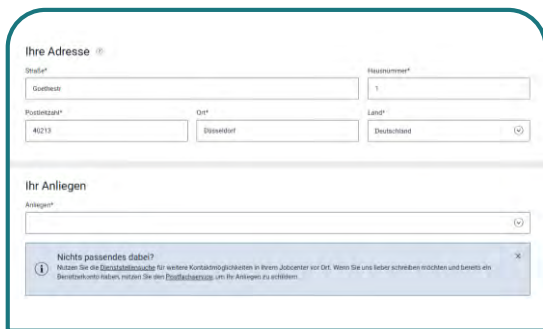 Ihre Adresse
Straße* Hausnummer*
Goethestr 1
Postleitzahl* Ort* Land*
40213 Düsseldorf Deutschland
Ihr Anliegen
Anliegen*
Nichts passendes dabei?
Nutzen Sie die Dienststellensuche für weitere Kontaktmöglichkeiten in Ihrem Jobcenter vor Ort. Wenn Sie uns lieber schreiben möchten und bereits ein
Benutzerkonto haben, nutzen Sie den Postfachservice, um Ihr Anliegen zu schildern.